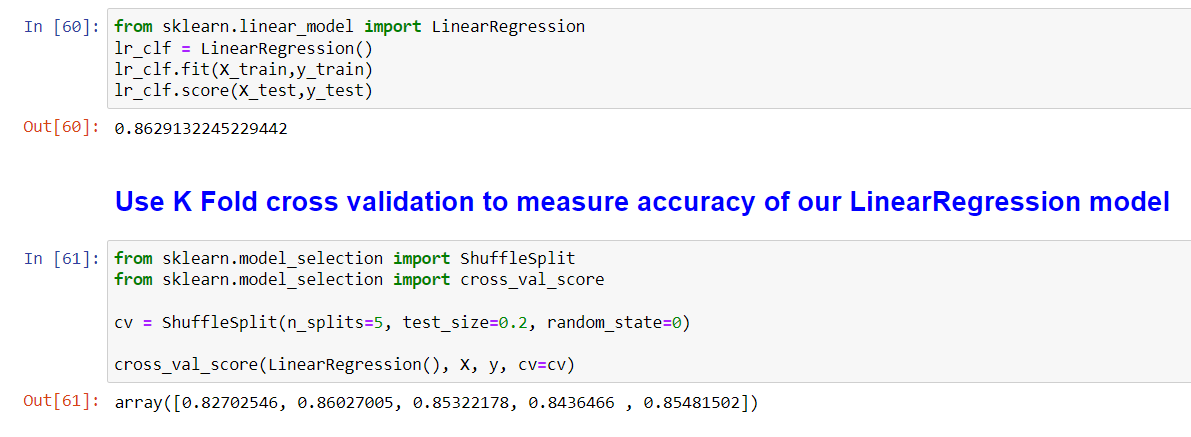 In [60]: from sklearn.linear_model import LinearRegression
lr_clf = LinearRegression()
lr_clf.fit(X_train,y_train)
lr_clf.score(X_test,y_test)
Out[60]: 0.8629132245229442
Use K Fold cross validation to measure accuracy of our LinearRegression model
In [61]: from sklearn.model_selection import ShuffleSplit
from sklearn.model_selection import cross_val_score
cv = ShuffleSplit(n_splits=5, test_size=0.2, random_state=0)
cross_val_score(LinearRegression(), X, y, cv=cv)
Out[61]: array([0.82702546, 0.86027005, 0.85322178, 0.8436466 , 0.85481502])